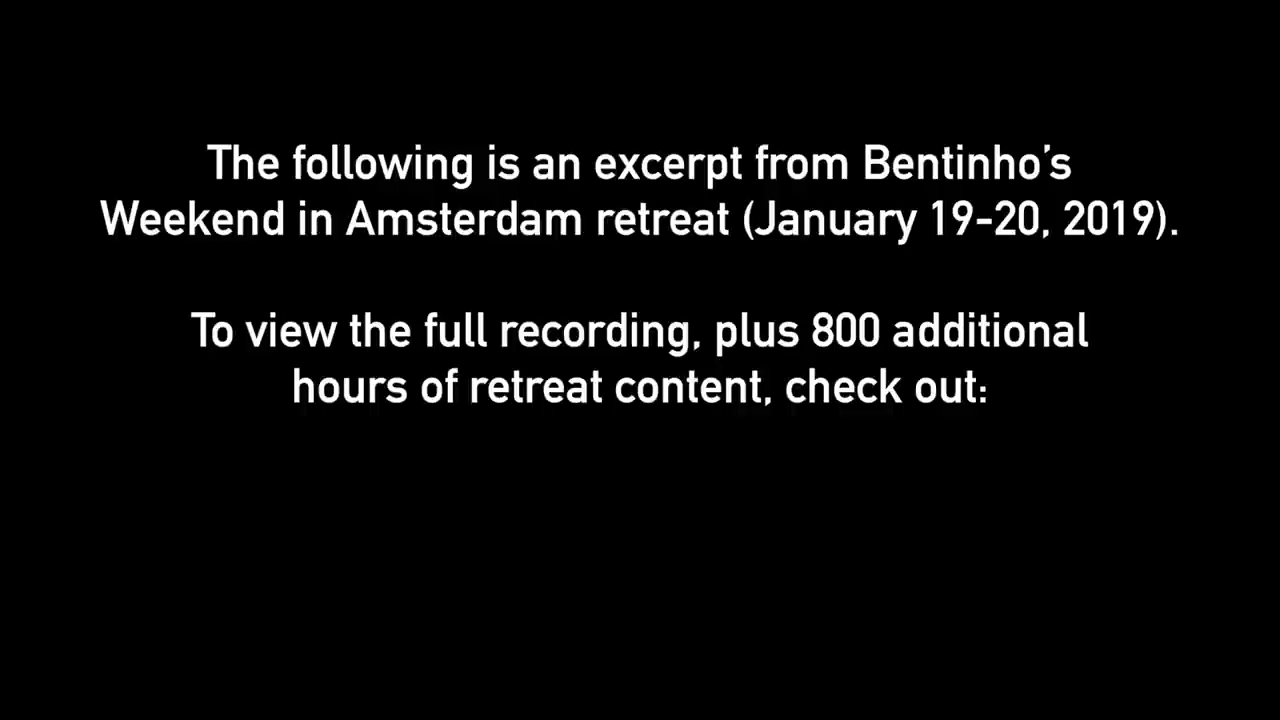 The following is an excerpt from Bentinho’s
Weekend in Amsterdam retreat (January 19-20, 2019).
To view the full recording, plus 800 additional
hours of retreat content, check out: